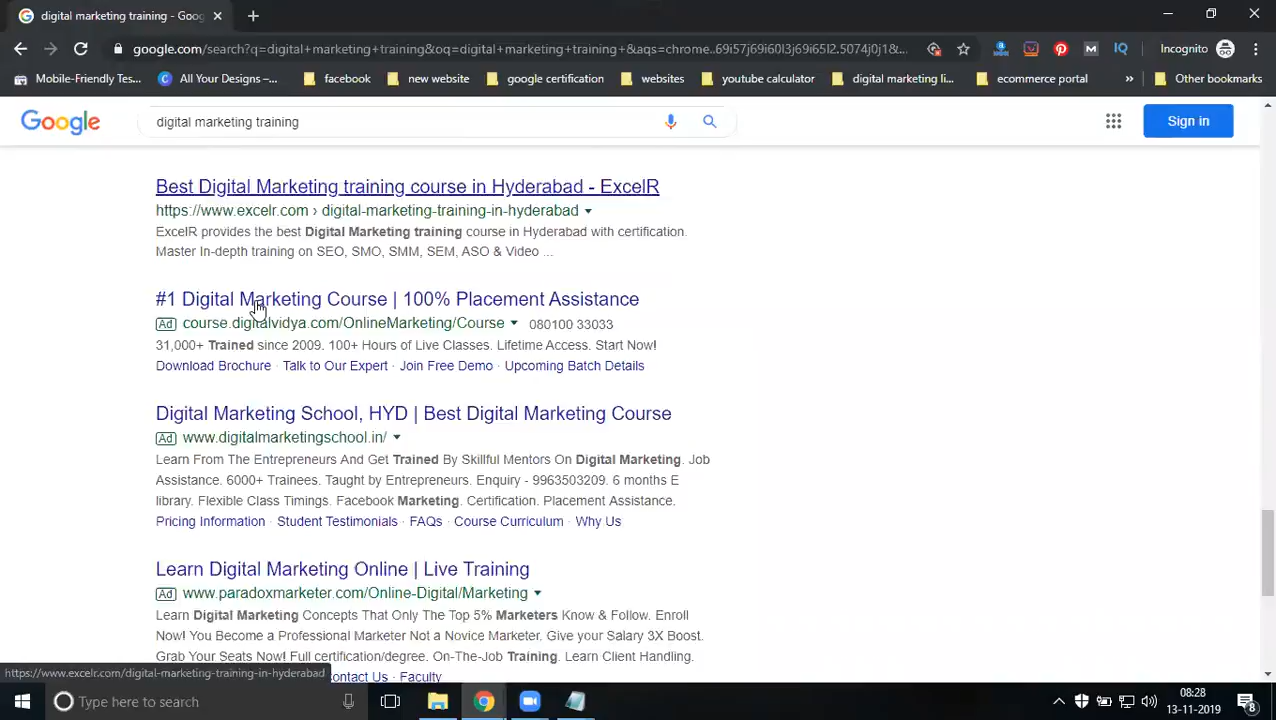 digital marketing training - Goog
google.com/search?q=digital+marketing+training&oq=digital+marketing+training+&aqs=chrome..69i57j69i60l3j69i65l2.5074j0j1&...
Incognito
Mobile-Friendly Tes...
All Your Designs –...
facebook
new website
google certification
websites
youtube calculator
digital marketing li...
ecommerce portal
»
Other bookmarks
Google
digital marketing training
Sign in
Best Digital Marketing training course in Hyderabad - ExcelR
https://www.excelr.com › digital-marketing-training-in-hyderabad
ExcelR provides the best Digital Marketing training course in Hyderabad with certification.
Master In-depth training on SEO, SMO, SMM, SEM, ASO & Video ...
#1 Digital Marketing Course | 100% Placement Assistance
Ad course.digitalvidya.com/OnlineMarketing/Course 080100 33033
31,000+ Trained since 2009. 100+ Hours of Live Classes. Lifetime Access. Start Now!
Download Brochure · Talk to Our Expert · Join Free Demo · Upcoming Batch Details
Digital Marketing School, HYD | Best Digital Marketing Course
Ad www.digitalmarketingschool.in/
Learn From The Entrepreneurs And Get Trained By Skillful Mentors On Digital Marketing. Job
Assistance. 6000+ Trainees. Taught by Entrepreneurs. Enquiry - 9963503209. 6 months E
library. Flexible Class Timings. Facebook Marketing. Certification. Placement Assistance.
Pricing Information · Student Testimonials · FAQs · Course Curriculum · Why Us
Learn Digital Marketing Online | Live Training
Ad www.paradoxmarketer.com/Online-Digital/Marketing
Learn Digital Marketing Concepts That Only The Top 5% Marketers Know & Follow. Enroll
Now! You Become a Professional Marketer Not a Novice Marketer. Give your Salary 3X Boost.
Grab Your Seats Now! Full certification/degree. On-The-Job Training. Learn Client Handling.
https://www.excelr.com/digital-marketing-training-in-hyderabad
ontact Us · Faculty
Type here to search
08:28
13-11-2019
8